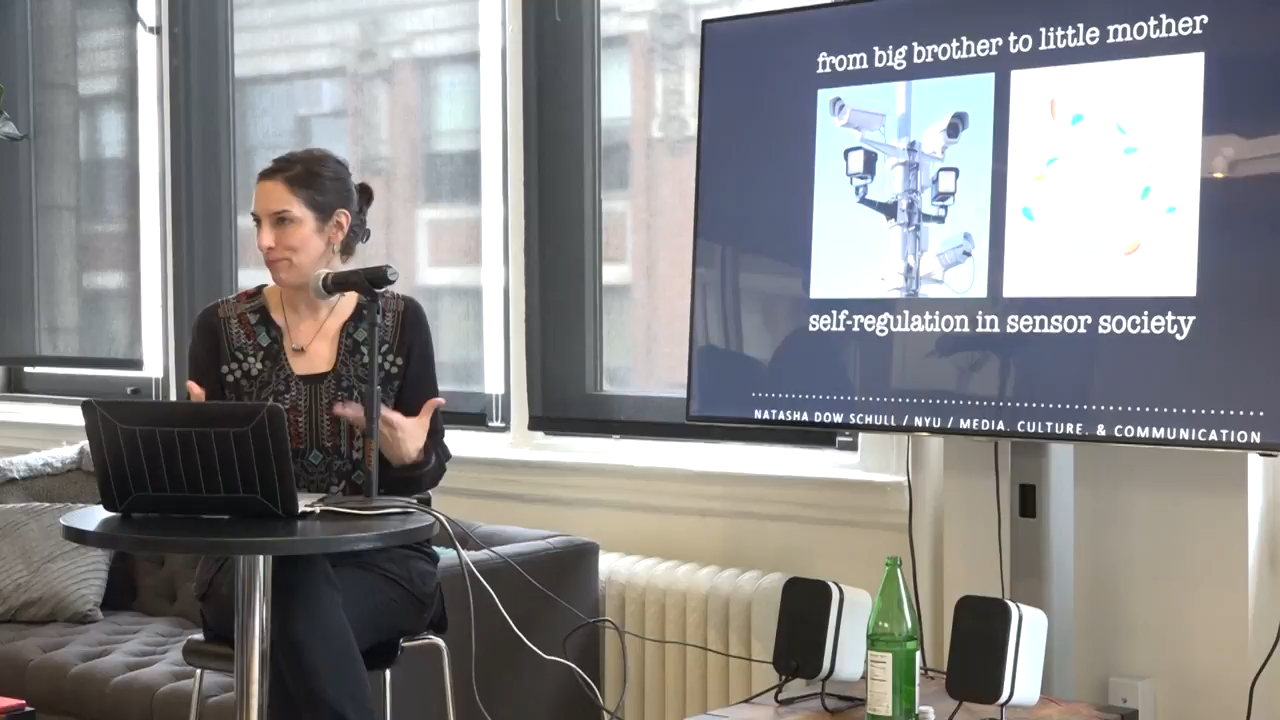 from big brother to little mother
self-regulation in sensor society
NATASHA DOW SCHULL / NYU / MEDIA, CULTURE, & COMMUNICATION